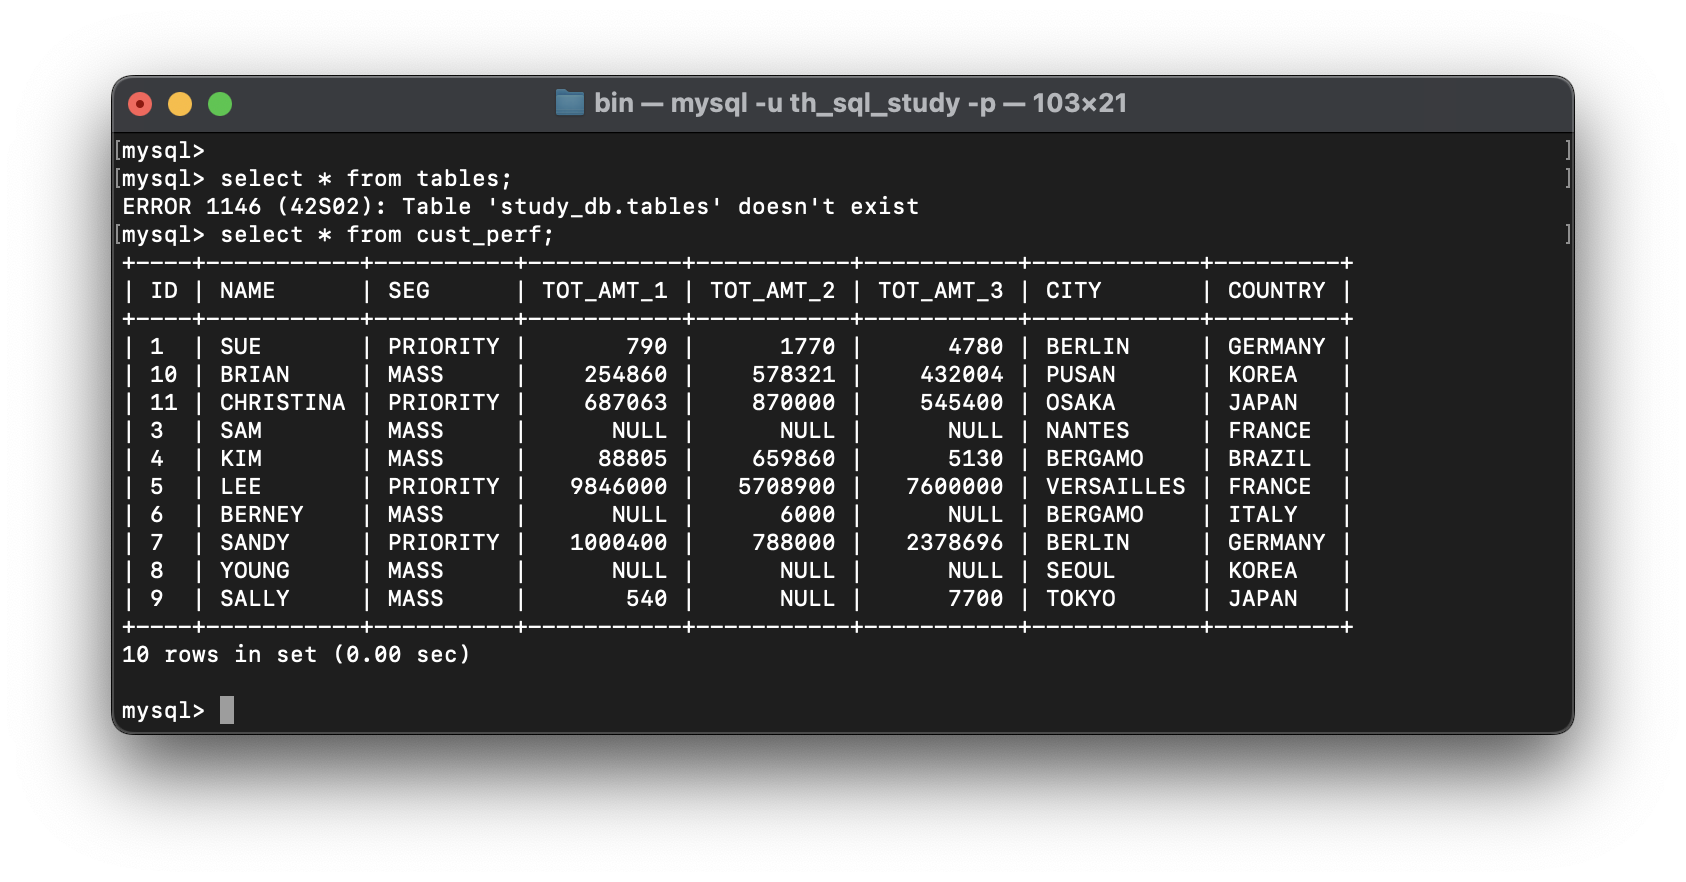 bin — mysql -u th_sql_study -p — 103×21
[mysql> ]
[mysql> select * from tables; ]
ERROR 1146 (42S02): Table 'study_db.tables' doesn't exist
[mysql> select * from cust_perf; ]
+----+-----------+----------+-----------+-----------+-----------+------------+---------+
| ID | NAME      | SEG      | TOT_AMT_1 | TOT_AMT_2 | TOT_AMT_3 | CITY       | COUNTRY |
+----+-----------+----------+-----------+-----------+-----------+------------+---------+
| 1  | SUE       | PRIORITY |       790 |      1770 |      4780 | BERLIN     | GERMANY |
| 10 | BRIAN     | MASS     |    254860 |    578321 |    432004 | PUSAN      | KOREA   |
| 11 | CHRISTINA | PRIORITY |    687063 |    870000 |    545400 | OSAKA      | JAPAN   |
| 3  | SAM       | MASS     |      NULL |      NULL |      NULL | NANTES     | FRANCE  |
| 4  | KIM       | MASS     |     88805 |    659860 |      5130 | BERGAMO    | BRAZIL  |
| 5  | LEE       | PRIORITY |   9846000 |   5708900 |   7600000 | VERSAILLES | FRANCE  |
| 6  | BERNEY    | MASS     |      NULL |      6000 |      NULL | BERGAMO    | ITALY   |
| 7  | SANDY     | PRIORITY |   1000400 |    788000 |   2378696 | BERLIN     | GERMANY |
| 8  | YOUNG     | MASS     |      NULL |      NULL |      NULL | SEOUL      | KOREA   |
| 9  | SALLY     | MASS     |       540 |      NULL |      7700 | TOKYO      | JAPAN   |
+----+-----------+----------+-----------+-----------+-----------+------------+---------+
10 rows in set (0.00 sec)
mysql>